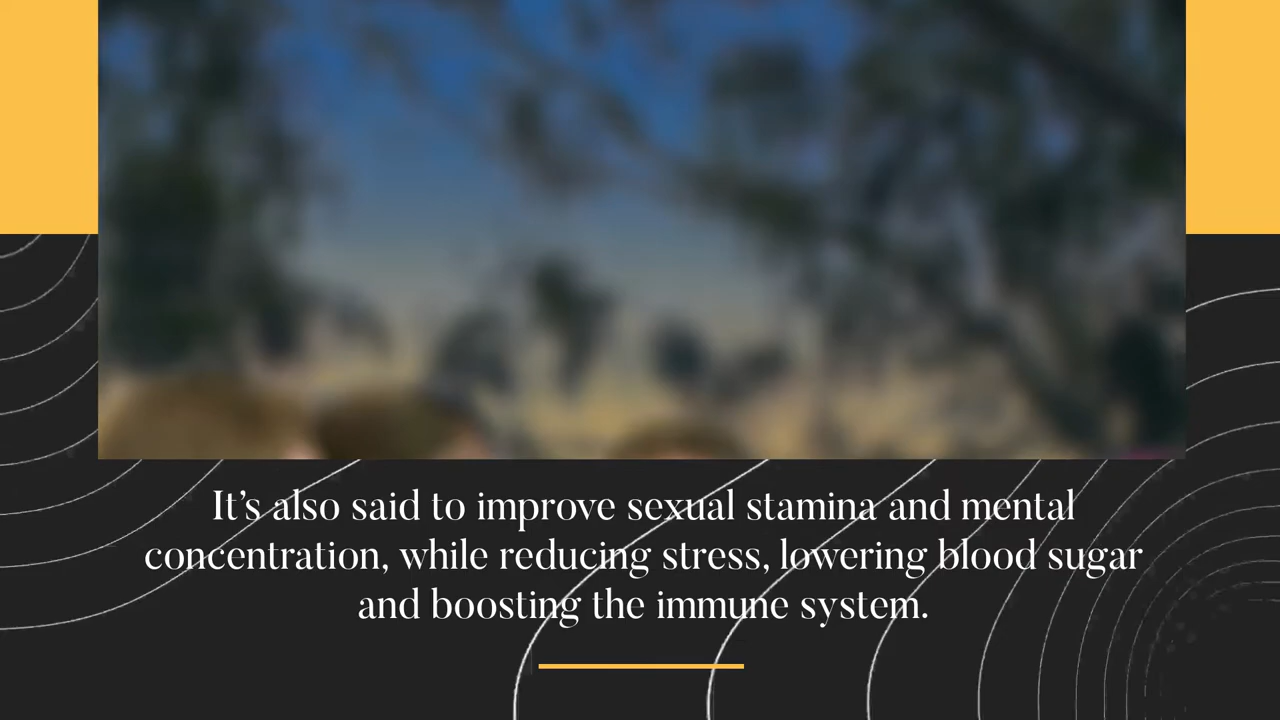 It’s also said to improve sexual stamina and mental
concentration, while reducing stress, lowering blood sugar
and boosting the immune system.